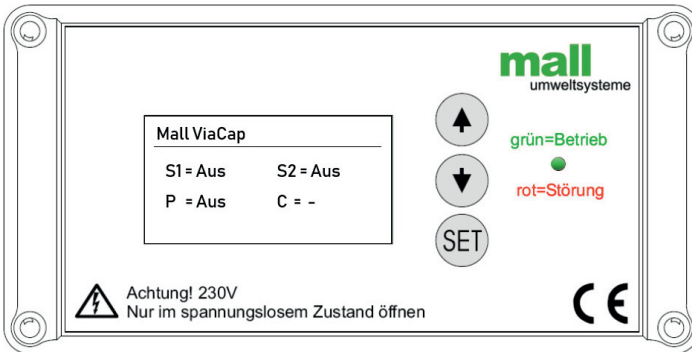 mall
umweltsysteme
Mall ViaCap
S1 = Aus S2 = Aus
P = Aus C = -
SET
grün=Betrieb
rot=Störung
Achtung! 230V
Nur im spannungslosem Zustand öffnen
CE